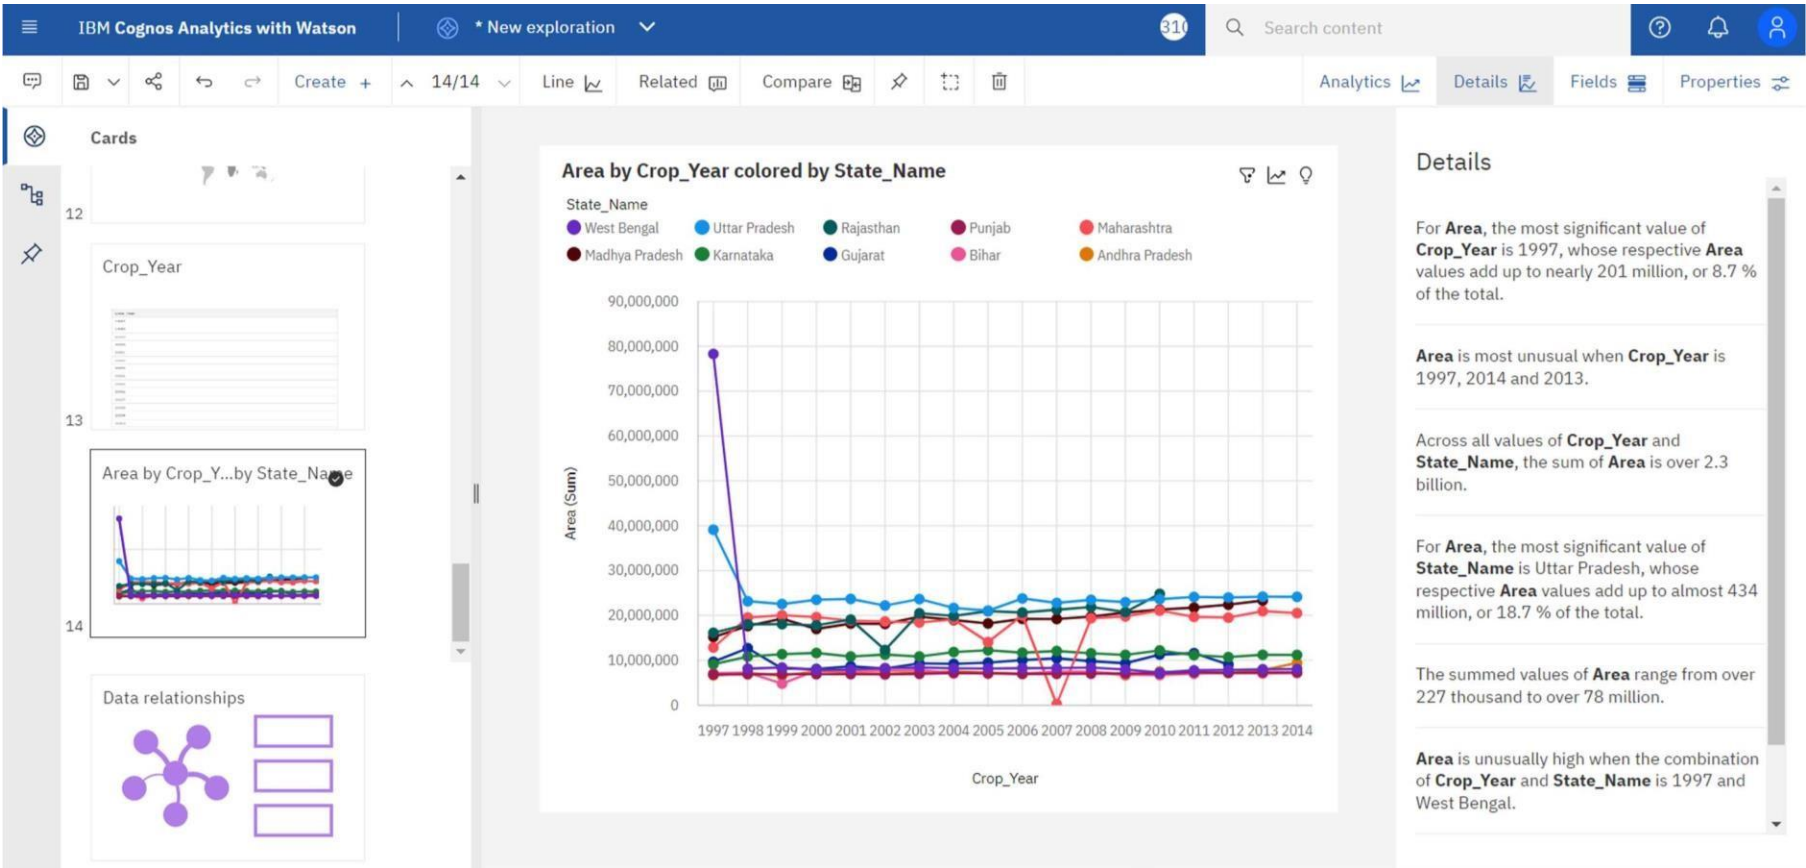 IBM Cognos Analytics with Watson
* New exploration
310
Search content
Create +
14/14
Line
Related
Compare
Analytics
Details
Fields
Properties
Cards
12
Crop_Year
13
Area by Crop_Y...by State_Name
14
Data relationships
Area by Crop_Year colored by State_Name
State_Name
West Bengal
Uttar Pradesh
Rajasthan
Punjab
Maharashtra
Madhya Pradesh
Karnataka
Gujarat
Bihar
Andhra Pradesh
90,000,000
80,000,000
70,000,000
60,000,000
50,000,000
40,000,000
30,000,000
20,000,000
10,000,000
0
Area (Sum)
1997 1998 1999 2000 2001 2002 2003 2004 2005 2006 2007 2008 2009 2010 2011 2012 2013 2014
Crop_Year
Details
For Area, the most significant value of
Crop_Year is 1997, whose respective Area
values add up to nearly 201 million, or 8.7 %
of the total.
Area is most unusual when Crop_Year is
1997, 2014 and 2013.
Across all values of Crop_Year and
State_Name, the sum of Area is over 2.3
billion.
For Area, the most significant value of
State_Name is Uttar Pradesh, whose
respective Area values add up to almost 434
million, or 18.7 % of the total.
The summed values of Area range from over
227 thousand to over 78 million.
Area is unusually high when the combination
of Crop_Year and State_Name is 1997 and
West Bengal.